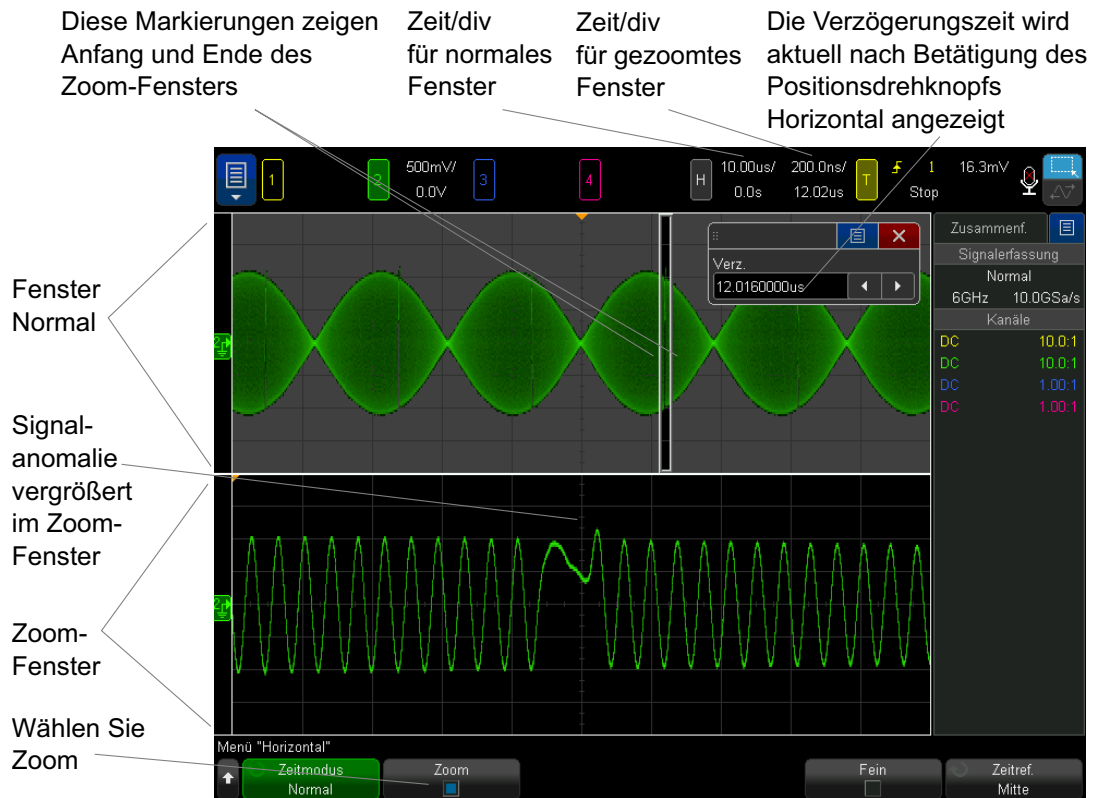 Diese Markierungen zeigen
Anfang und Ende des
Zoom-Fensters
Zeit/div
für normales
Fenster
Zeit/div
für gezoomtes
Fenster
Die Verzögerungszeit wird
aktuell nach Betätigung des
Positionsdrehknopfs
Horizontal angezeigt
1
2
500mV/
0.0V
3
4
H
10.00us/
0.0s
200.0ns/
12.02us
T
1
Stop
16.3mV
Verz.
12.0160000us
Zusammenf.
Signalerfassung
Normal
6GHz 10.0GSa/s
Kanäle
DC 10.0:1
DC 10.0:1
DC 1.00:1
DC 1.00:1
Fenster
Normal
2
Signal-
anomalie
vergrößert
im Zoom-
Fenster
2
Zoom-
Fenster
Wählen Sie
Zoom
Menü "Horizontal"
Zeitmodus
Normal
Zoom
Fein
Zeitref.
Mitte